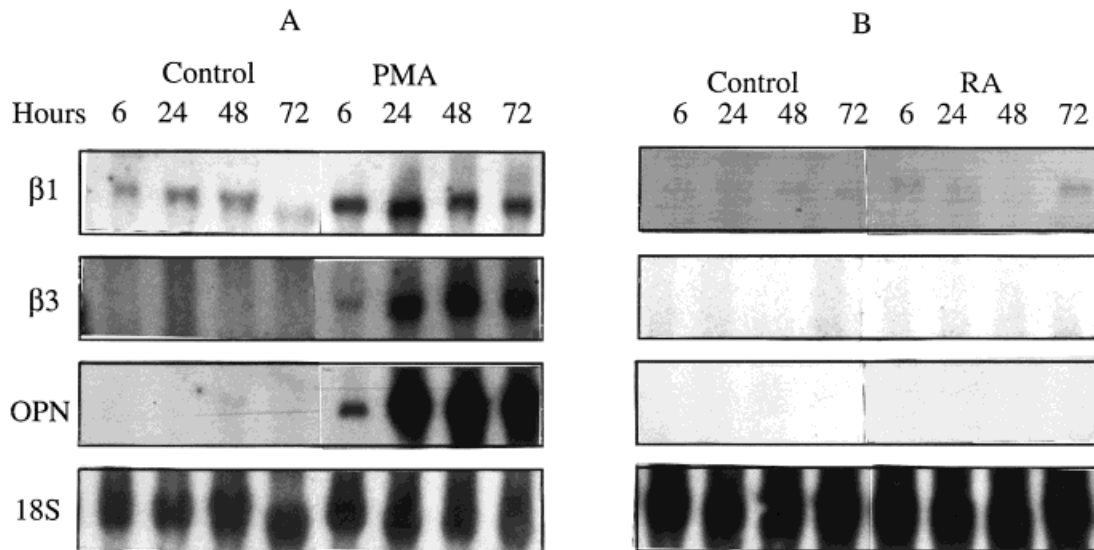 A
B
Control PMA
Control RA
Hours 6 24 48 72 6 24 48 72
6 24 48 72 6 24 48 72
β1
β3
OPN
18S